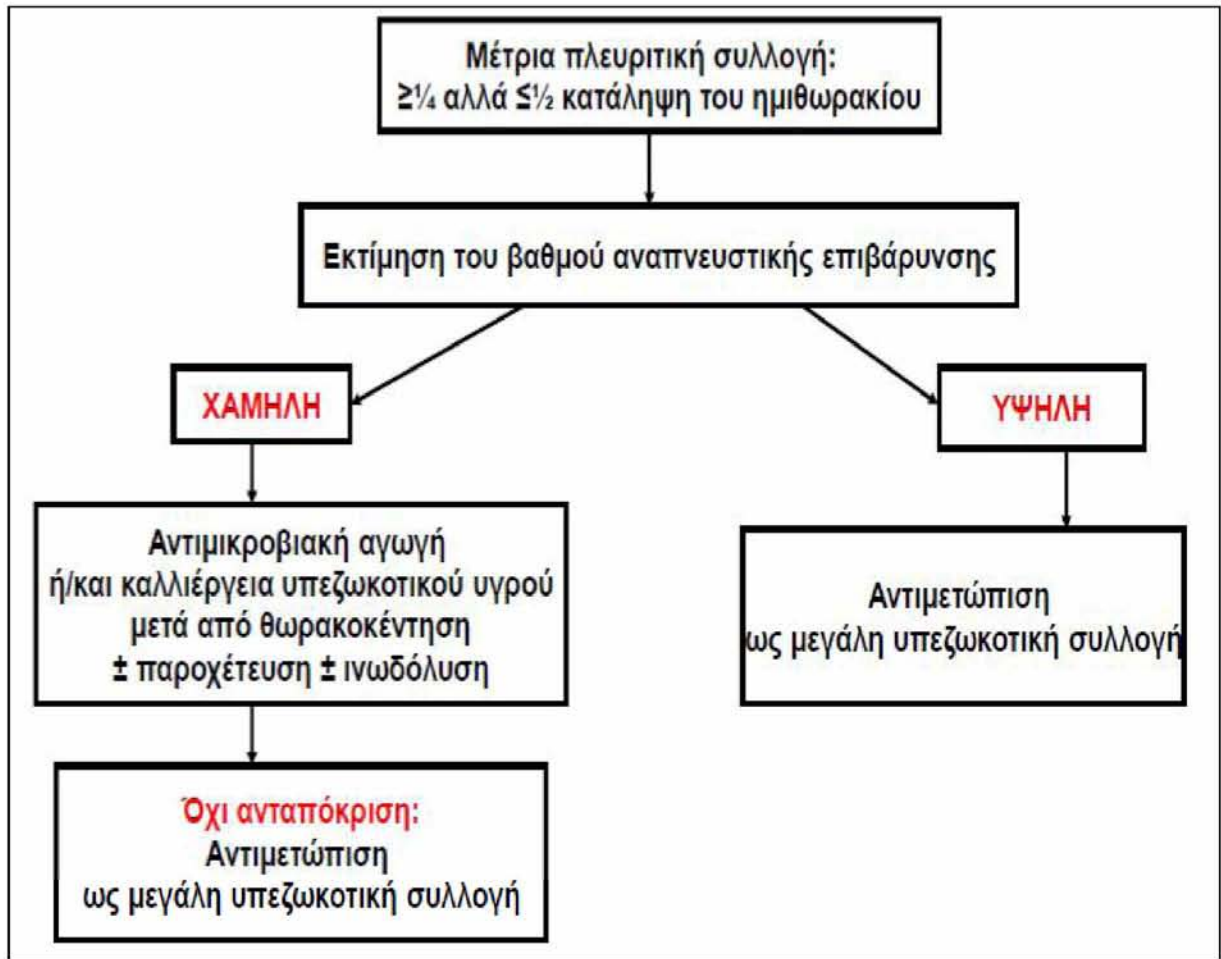 Μέτρια πλευριτική συλλογή:
≥¼ αλλά ≤½ κατάληψη του ημιθωρακίου
Εκτίμηση του βαθμού αναπνευστικής επιβάρυνσης
ΧΑΜΗΛΗ
ΥΨΗΛΗ
Αντιμικροβιακή αγωγή
ή/και καλλιέργεια υπεζωκοτικού υγρού
μετά από θωρακοκέντηση
± παροχέτευση ± ινωδόλυση
Αντιμετώπιση
ως μεγάλη υπεζωκοτική συλλογή
Όχι ανταπόκριση:
Αντιμετώπιση
ως μεγάλη υπεζωκοτική συλλογή